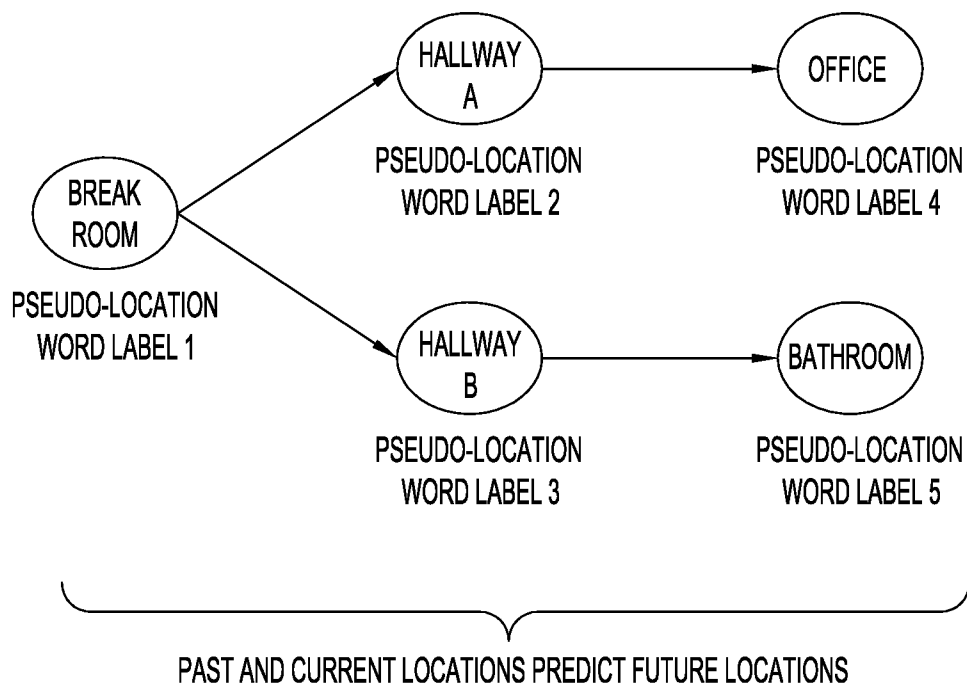 HALLWAY
A
OFFICE
PSEUDO-LOCATION
WORD LABEL 2
PSEUDO-LOCATION
WORD LABEL 4
BREAK
ROOM
PSEUDO-LOCATION
WORD LABEL 1
HALLWAY
B
BATHROOM
PSEUDO-LOCATION
WORD LABEL 3
PSEUDO-LOCATION
WORD LABEL 5
PAST AND CURRENT LOCATIONS PREDICT FUTURE LOCATIONS